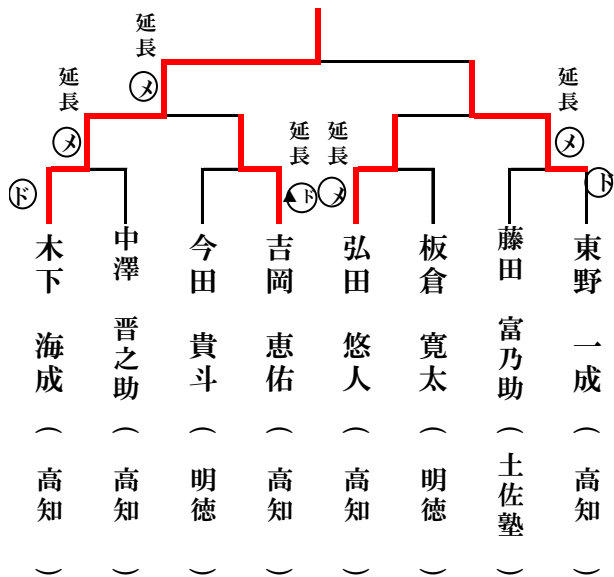 延長
メ
延長
メ
延長
メ
延長
延長
ド
▲ド
メ
ド
木下 海成 （高知）
中澤 晋之助 （高知）
今田 貴斗 （明徳）
吉岡 恵佑 （高知）
弘田 悠人 （高知）
板倉 寛太 （明徳）
藤田 富乃助 （土佐塾）
東野 一成 （高知）